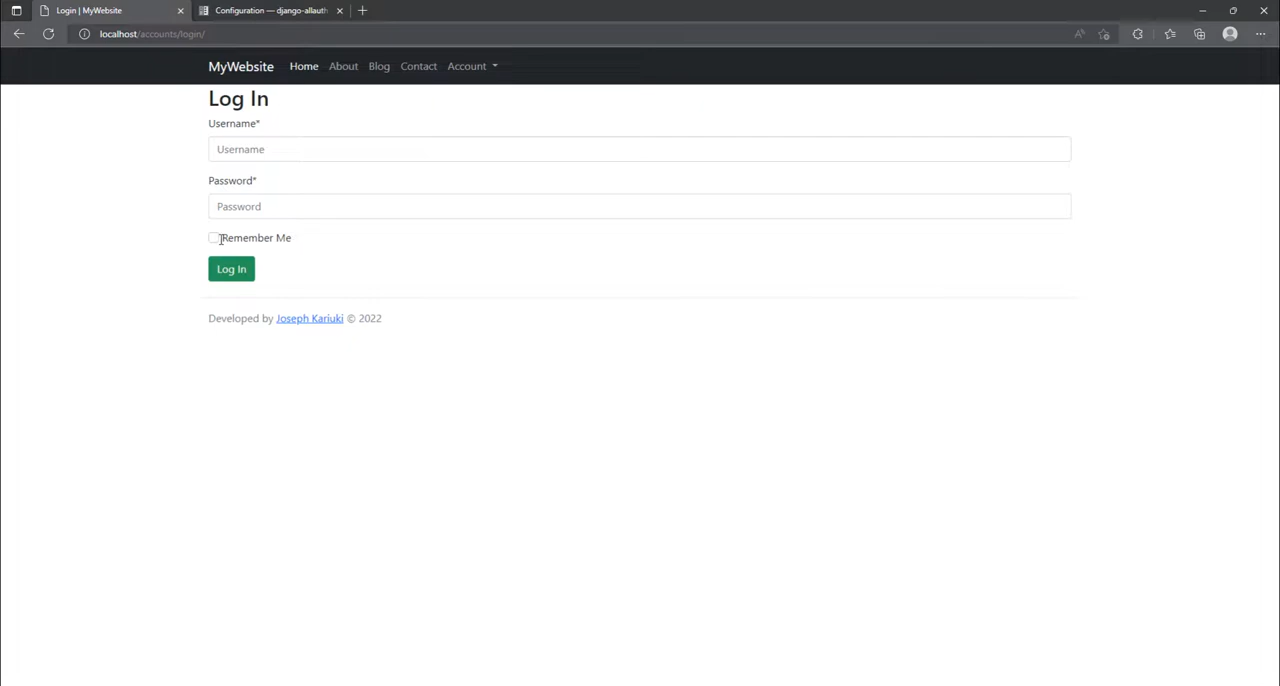 Login | MyWebsite
Configuration — django-allauth
localhost/accounts/login/
MyWebsite Home About Blog Contact Account
Log In
Username*
Username
Password*
Password
Remember Me
Log In
Developed by Joseph Kariuki © 2022